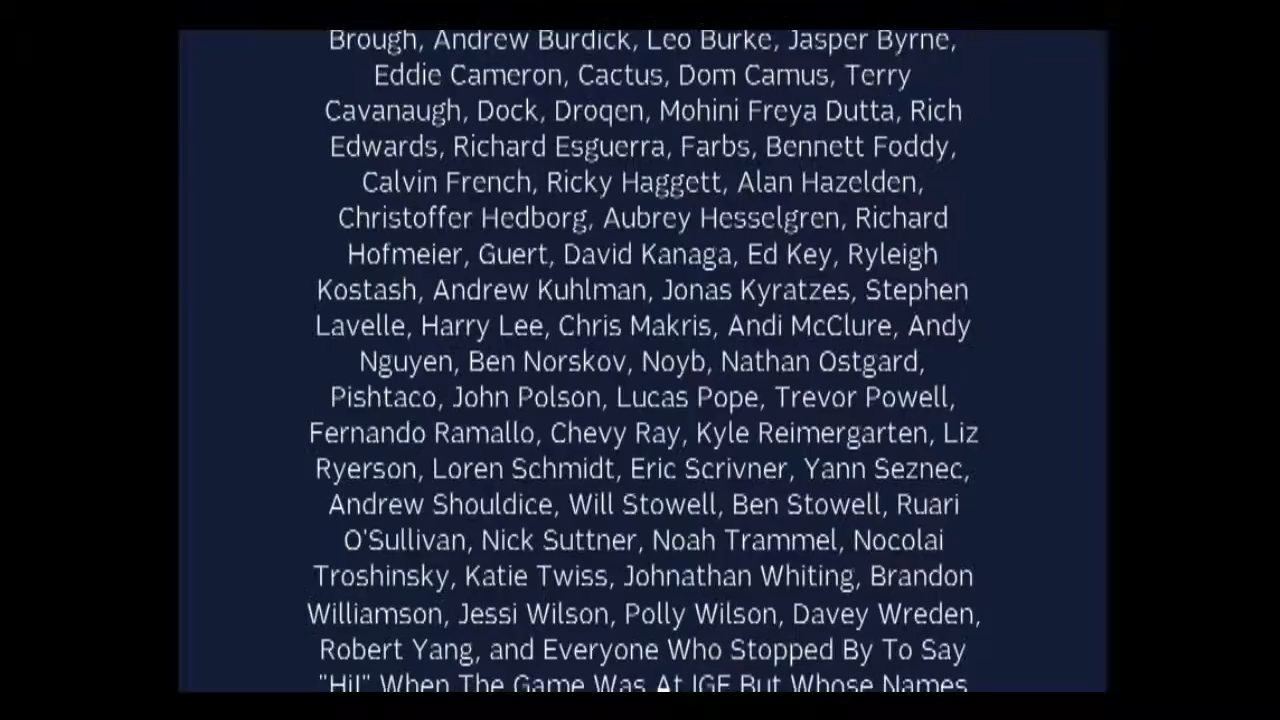 Brough, Andrew Burdick, Leo Burke, Jasper Byrne,
Eddie Cameron, Cactus, Dom Camus, Terry
Cavanaugh, Dock, Droqen, Mohini Freya Dutta, Rich
Edwards, Richard Esguerra, Farbs, Bennett Foddy,
Calvin French, Ricky Haggett, Alan Hazelden,
Christoffer Hedborg, Aubrey Hesselgren, Richard
Hofmeier, Guert, David Kanaga, Ed Key, Ryleigh
Kostash, Andrew Kuhlman, Jonas Kyratzes, Stephen
Lavelle, Harry Lee, Chris Makris, Andi McClure, Andy
Nguyen, Ben Norskov, Noyb, Nathan Ostgard,
Pishtaco, John Polson, Lucas Pope, Trevor Powell,
Fernando Ramallo, Chevy Ray, Kyle Reimergarten, Liz
Ryerson, Loren Schmidt, Eric Scrivner, Yann Seznec,
Andrew Shouldice, Will Stowell, Ben Stowell, Ruari
O'Sullivan, Nick Suttner, Noah Trammel, Nocolai
Troshinsky, Katie Twiss, Johnathan Whiting, Brandon
Williamson, Jessi Wilson, Polly Wilson, Davey Wreden,
Robert Yang, and Everyone Who Stopped By To Say
"Hi!" When The Game Was At IGF But Whose Names